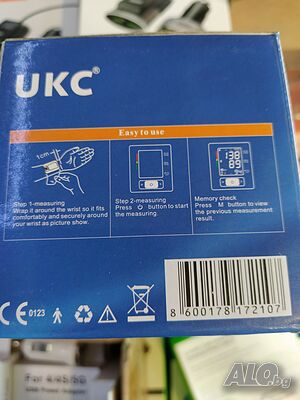 UKC®
Easy to use
1cm
138
89
94
Step 1-measuring
Wrap it around the wrist so it fits
comfortably and securely around
your wrist as picture show.
Step 2-measuring
Press O button to start
the measuring.
Memory check
Press M button to view
the previous measurement
result.
CE 0123
8 600178 172107
For 4/4S/5G
ALO.bg